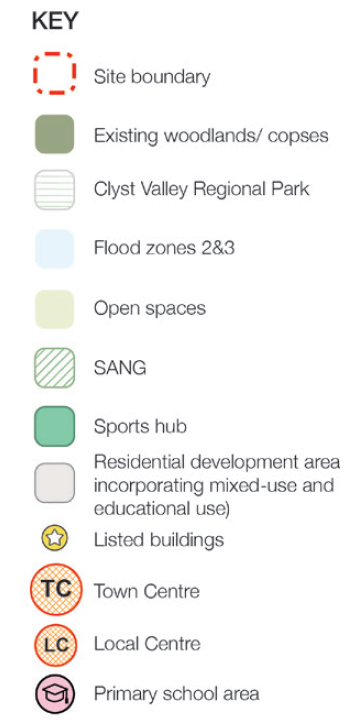 KEY
Site boundary
Existing woodlands/ copses
Clyst Valley Regional Park
Flood zones 2&3
Open spaces
SANG
Sports hub
Residential development area
incorporating mixed-use and
educational use)
Listed buildings
TC Town Centre
LC Local Centre
Primary school area